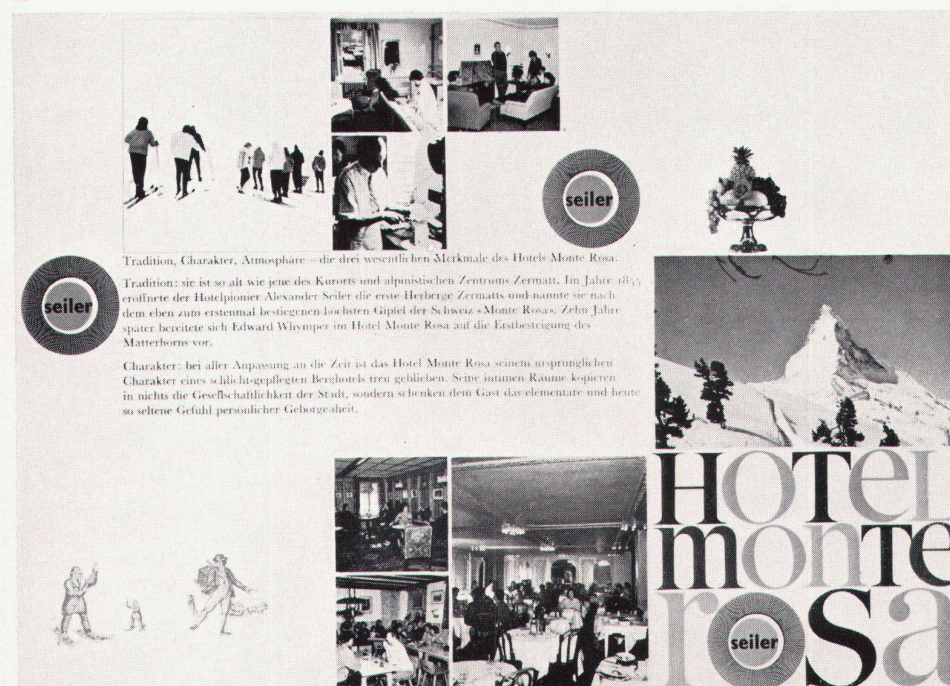 seiler
seiler
Tradition, Charakter, Atmosphäre – die drei wesentlichen Merkmale des Hotels Monte Rosa.
Tradition: sie ist so alt wie jene des Kurorts und alpinistischen Zentrums Zermatt. Im Jahre 1855
eröffnete der Hotelpionier Alexander Seiler die erste Herberge Zermatts und nannte sie nach
dem eben zum erstenmal bestiegenen höchsten Gipfel der Schweiz «Monte Rosa». Zehn Jahre
später bereitete sich Edward Whymper im Hotel Monte Rosa auf die Erstbesteigung des
Matterhorns vor.
Charakter: bei aller Anpassung an die Zeit ist das Hotel Monte Rosa seinem ursprünglichen
Charakter eines schlicht-gepflegten Berghotels treu geblieben. Seine intimen Räume kopieren
in nichts die Gesellschaftlichkeit der Stadt, sondern schenken dem Gast das elementare und heute
so seltene Gefühl persönlicher Geborgenheit.
HOTEL
monte
rosa
seiler